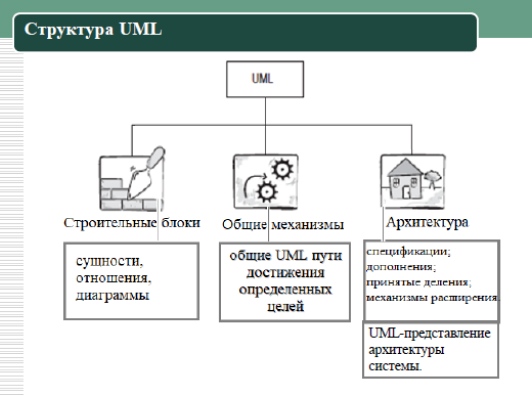 Структура UML
UML
Строительные блоки
Общие механизмы
Архитектура
сущности,
отношения,
диаграммы
общие UML пути
достижения
определенных
целей
спецификации;
дополнения;
принятые деления;
механизмы расширения.
UML-представление
архитектуры
системы.